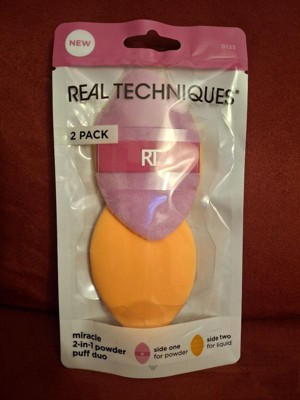 NEW
REAL TECHNIQUES®
2 PACK
RT
miracle
2-in-1 powder
puff duo
side one
for powder
side two
for liquid